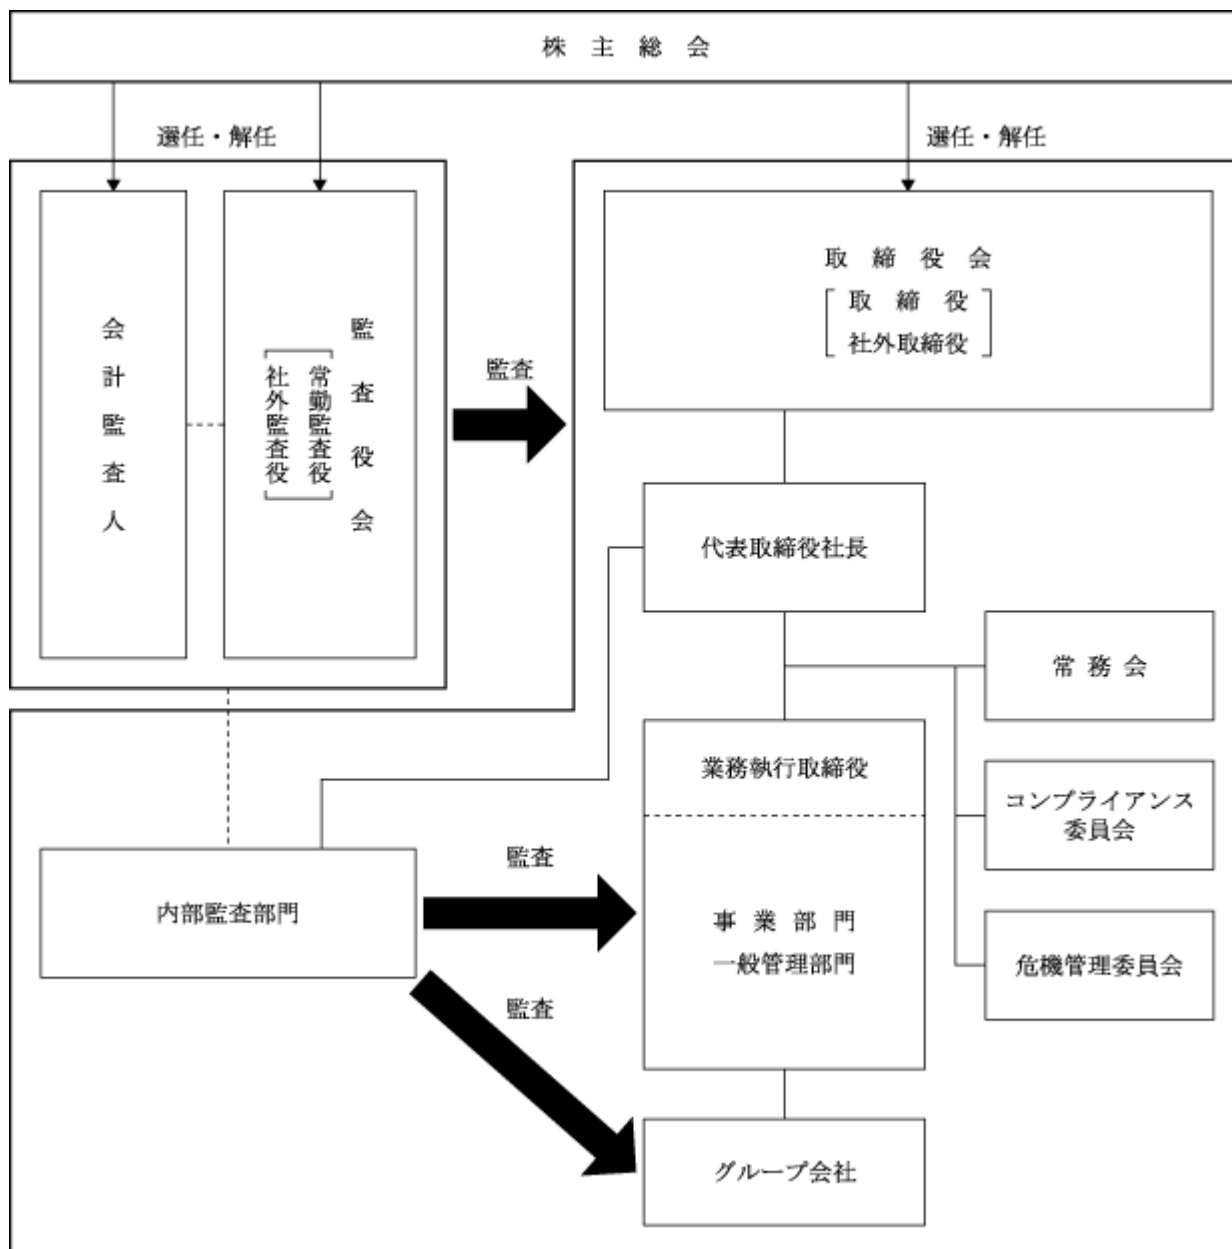 株主総会
選任・解任
選任・解任
会計監査人
監査役会
常勤監査役
社外監査役
監査
取締役会
取締役
社外取締役
代表取締役社長
常務会
業務執行取締役
コンプライアンス
委員会
内部監査部門
監査
事業部門
一般管理部門
危機管理委員会
監査
グループ会社